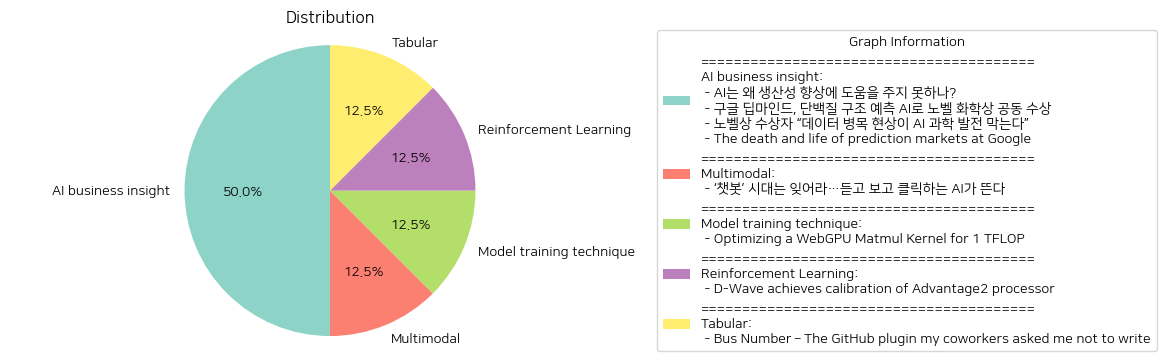 Distribution
Tabular
12.5%
Reinforcement Learning
12.5%
AI business insight
50.0%
12.5%
Model training technique
12.5%
Multimodal
Graph Information
========================================
AI business insight:
- AI는 왜 생산성 향상에 도움을 주지 못하나?
- 구글 딥마인드, 단백질 구조 예측 AI로 노벨 화학상 공동 수상
- 노벨상 수상자 “데이터 병목 현상이 AI 과학 발전 막는다”
- The death and life of prediction markets at Google
========================================
Multimodal:
- ‘챗봇’ 시대는 잊어라…듣고 보고 클릭하는 AI가 뜬다
========================================
Model training technique:
- Optimizing a WebGPU Matmul Kernel for 1 TFLOP
========================================
Reinforcement Learning:
- D-Wave achieves calibration of Advantage2 processor
========================================
Tabular:
- Bus Number – The GitHub plugin my coworkers asked me not to write